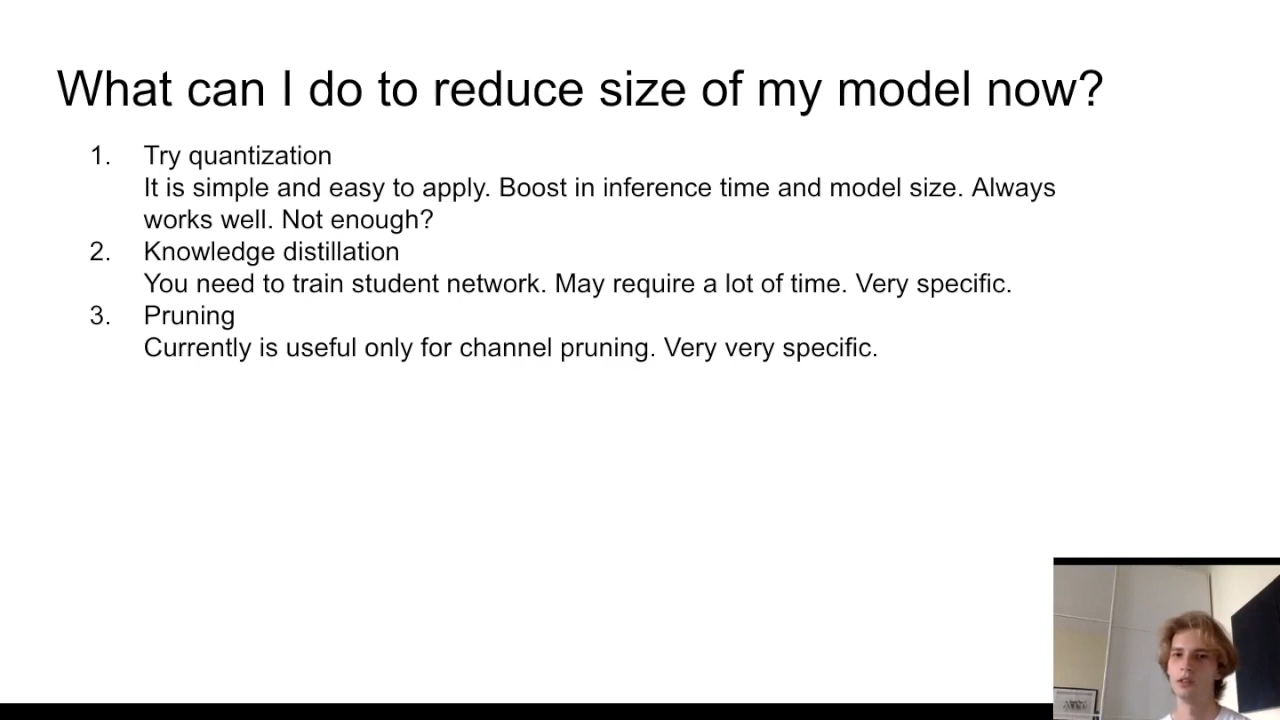 What can I do to reduce size of my model now?
1. Try quantization
It is simple and easy to apply. Boost in inference time and model size. Always
works well. Not enough?
2. Knowledge distillation
You need to train student network. May require a lot of time. Very specific.
3. Pruning
Currently is useful only for channel pruning. Very very specific.